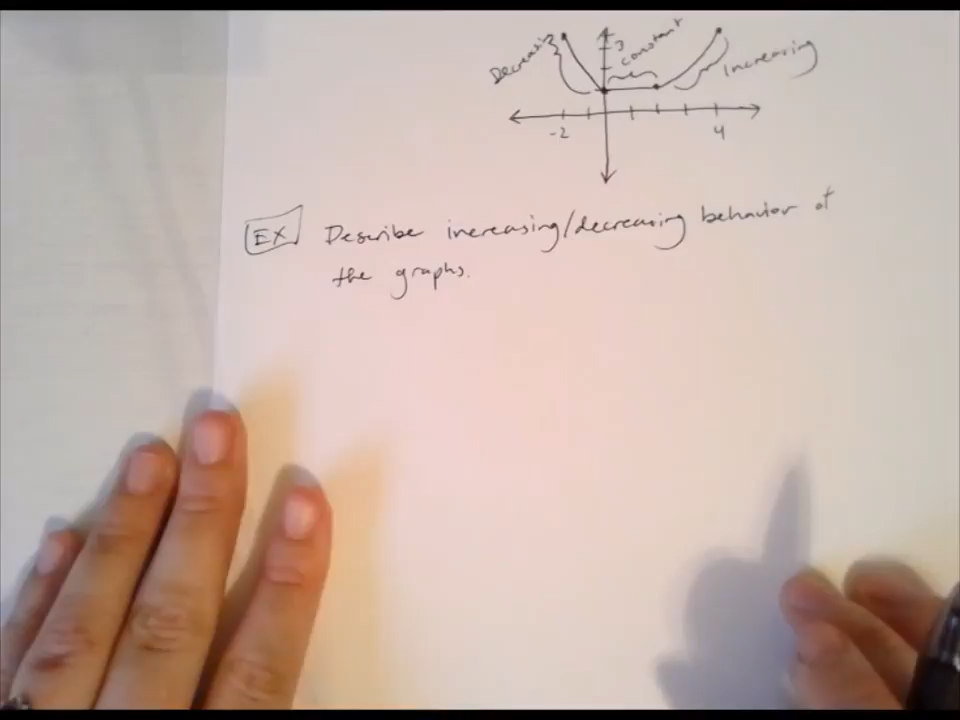 Decreasing
3
constant
Increasing
-2
4
EX Describe increasing/decreasing behavior of
the graphs.